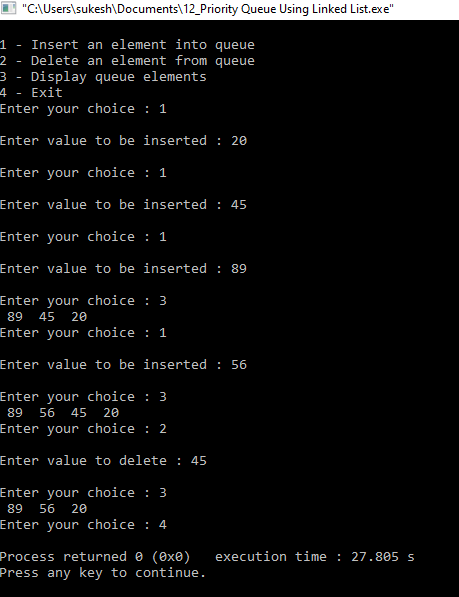 "C:\Users\sukesh\Documents\12_Priority Queue Using Linked List.exe"
1 - Insert an element into queue
2 - Delete an element from queue
3 - Display queue elements
4 - Exit
Enter your choice : 1
Enter value to be inserted : 20
Enter your choice : 1
Enter value to be inserted : 45
Enter your choice : 1
Enter value to be inserted : 89
Enter your choice : 3
89 45 20
Enter your choice : 1
Enter value to be inserted : 56
Enter your choice : 3
89 56 45 20
Enter your choice : 2
Enter value to delete : 45
Enter your choice : 3
89 56 20
Enter your choice : 4
Process returned 0 (0x0) execution time : 27.805 s
Press any key to continue.